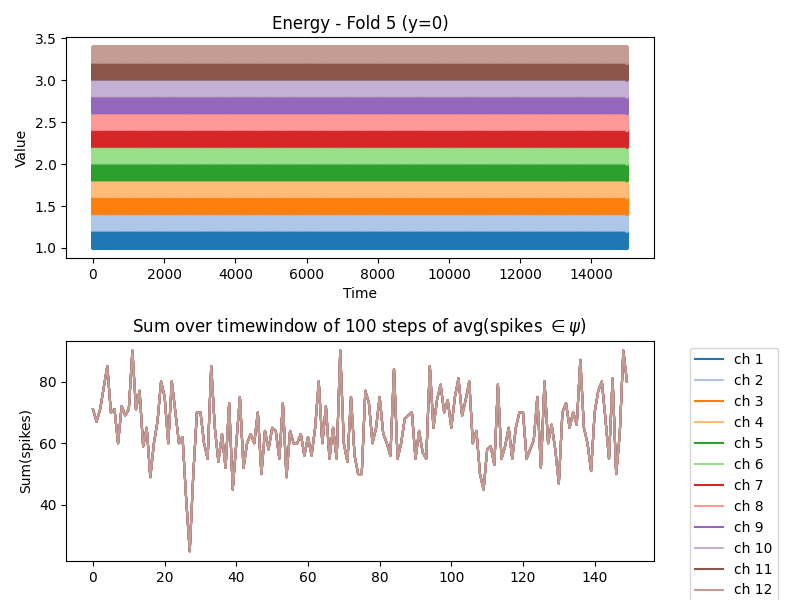 Energy - Fold 5 (y=0)
3.5
3.0
2.5
2.0
1.5
1.0
Value
0 2000 4000 6000 8000 10000 12000 14000
Time
Sum over timewindow of 100 steps of avg(spikes ∈ ψ)
80
60
40
Sum(spikes)
0 20 40 60 80 100 120 140
ch 1
ch 2
ch 3
ch 4
ch 5
ch 6
ch 7
ch 8
ch 9
ch 10
ch 11
ch 12